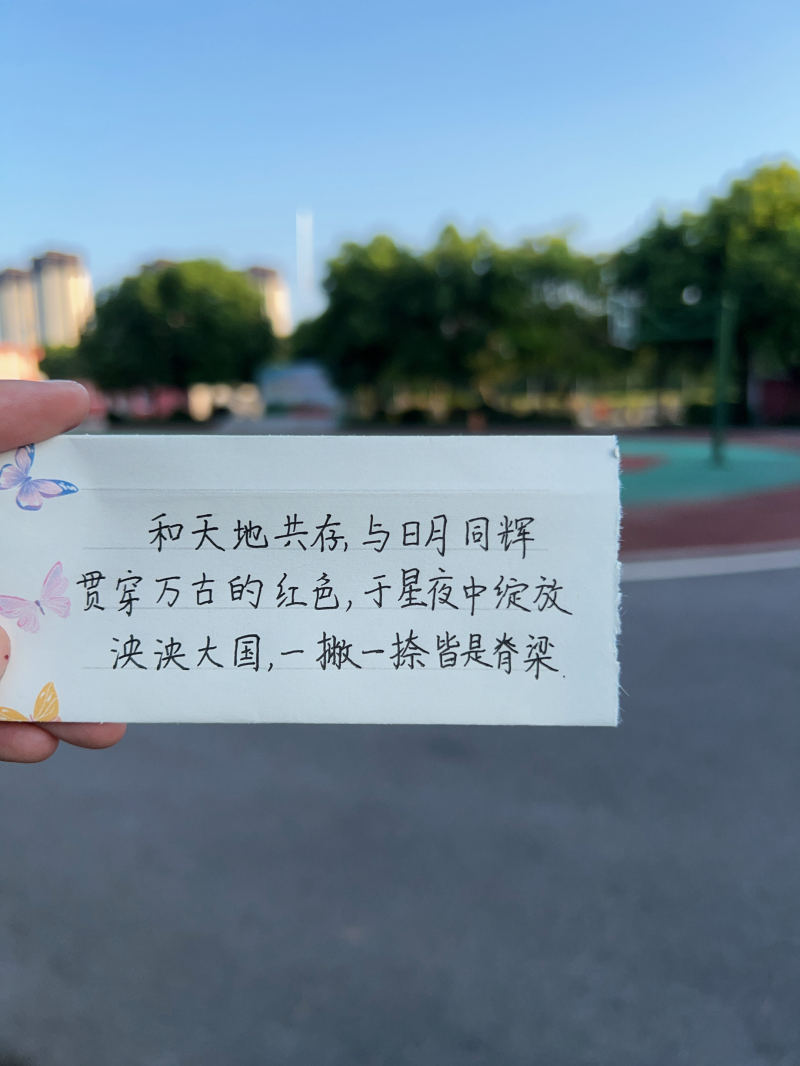 和天地共存,与日月同辉
贯穿万古的红色,于星夜中绽放
泱泱大国,一撇一捺皆是脊梁.